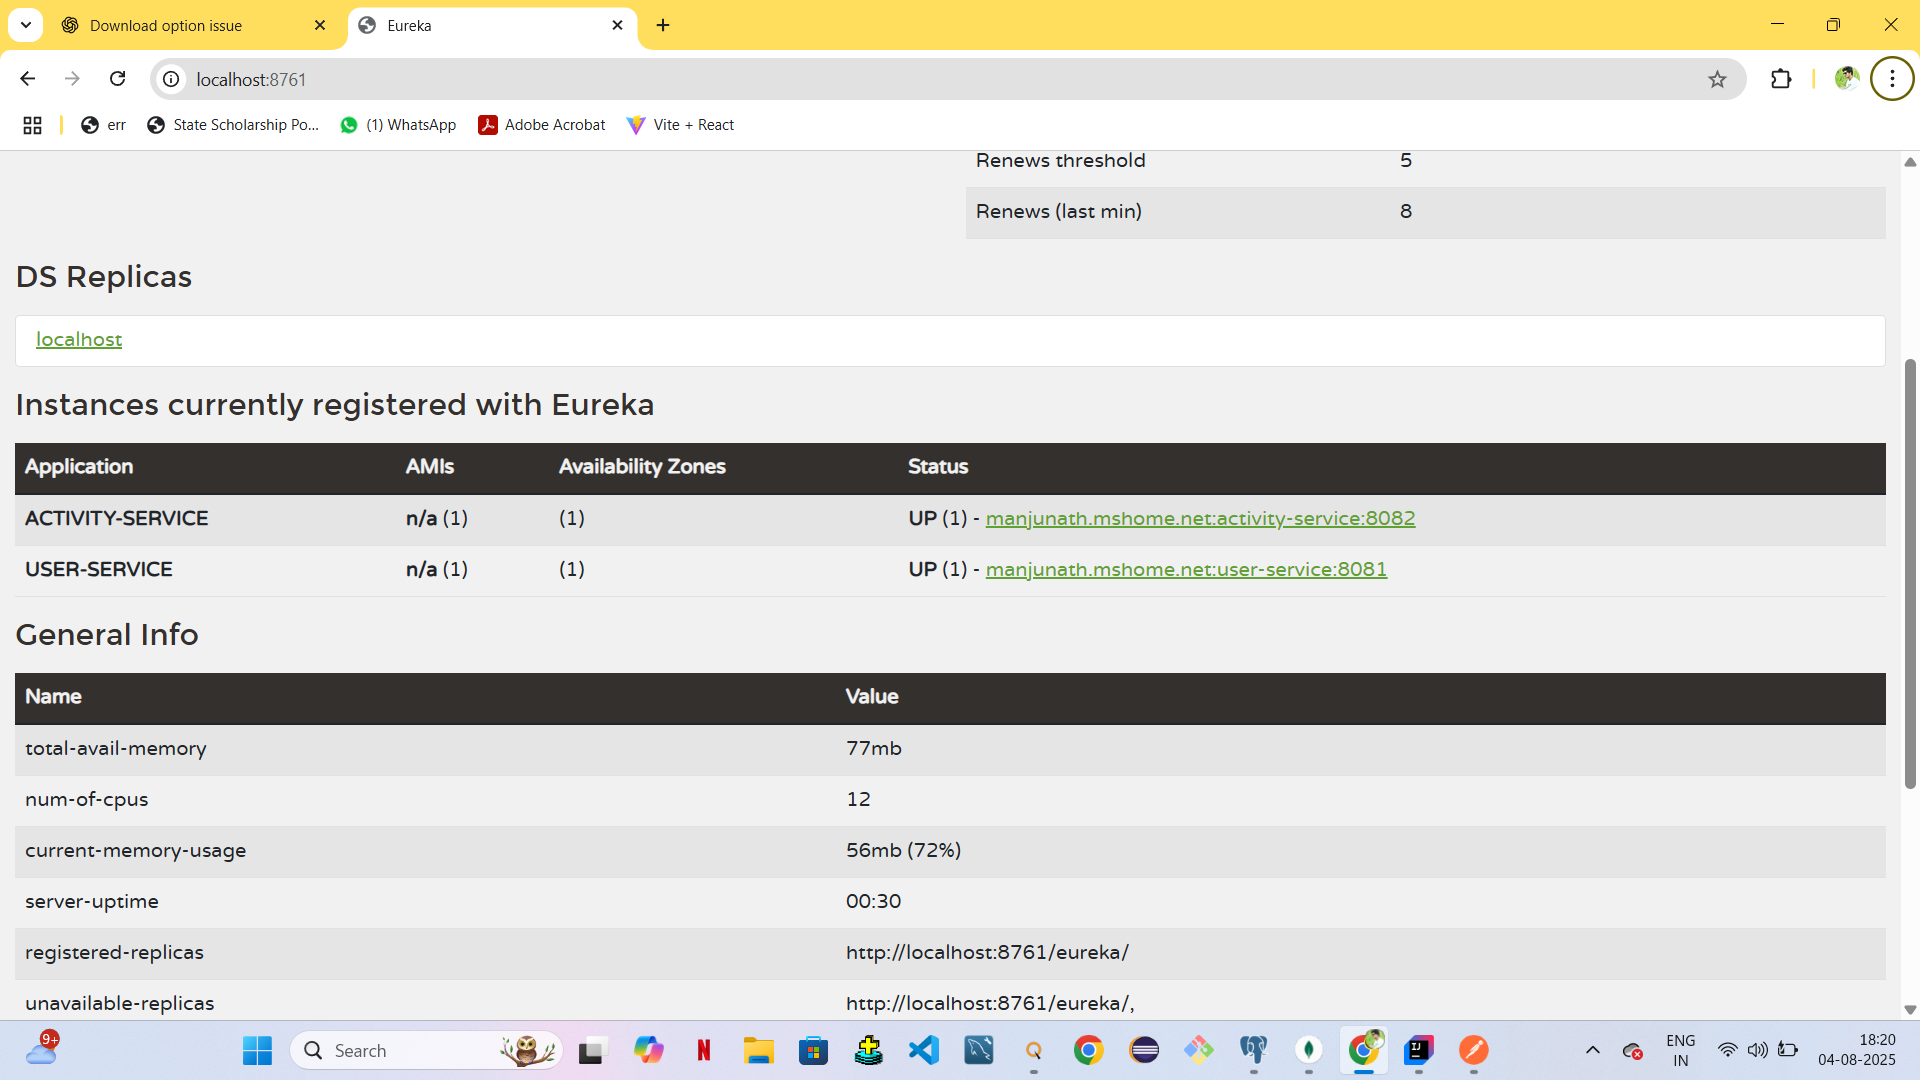 Download option issue
Eureka
localhost:8761
err
State Scholarship Po...
(1) WhatsApp
Adobe Acrobat
Vite + React
Renews threshold 5
Renews (last min) 8
DS Replicas
localhost
Instances currently registered with Eureka
Application AMIs Availability Zones Status
ACTIVITY-SERVICE n/a (1) (1) UP (1) - manjunath.mshome.net:activity-service:8082
USER-SERVICE n/a (1) (1) UP (1) - manjunath.mshome.net:user-service:8081
General Info
Name Value
total-avail-memory 77mb
num-of-cpus 12
current-memory-usage 56mb (72%)
server-uptime 00:30
registered-replicas http://localhost:8761/eureka/
unavailable-replicas http://localhost:8761/eureka/,
9+
Search
N
IJ
ENG
IN
18:20
04-08-2025